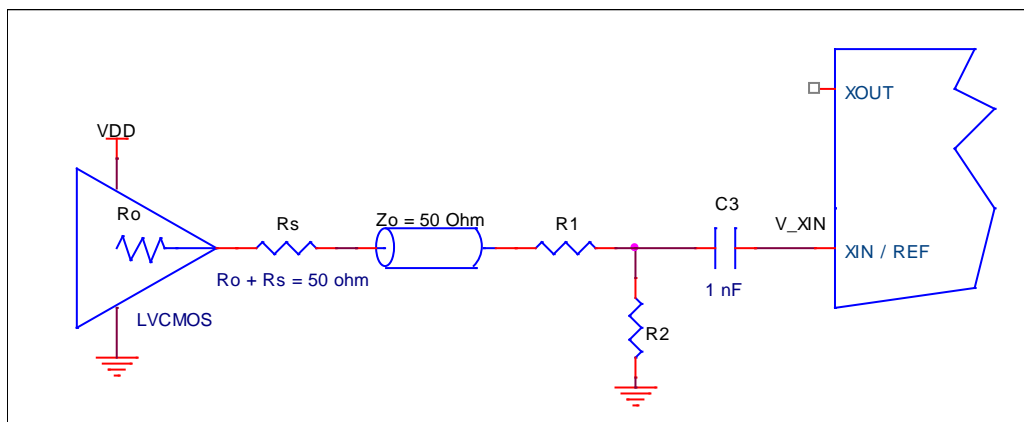 XOUT
VDD
Ro
Rs
Zo = 50 Ohm
R1
C3
V_XIN
XIN / REF
Ro + Rs = 50 ohm
1 nF
LVCMOS
R2